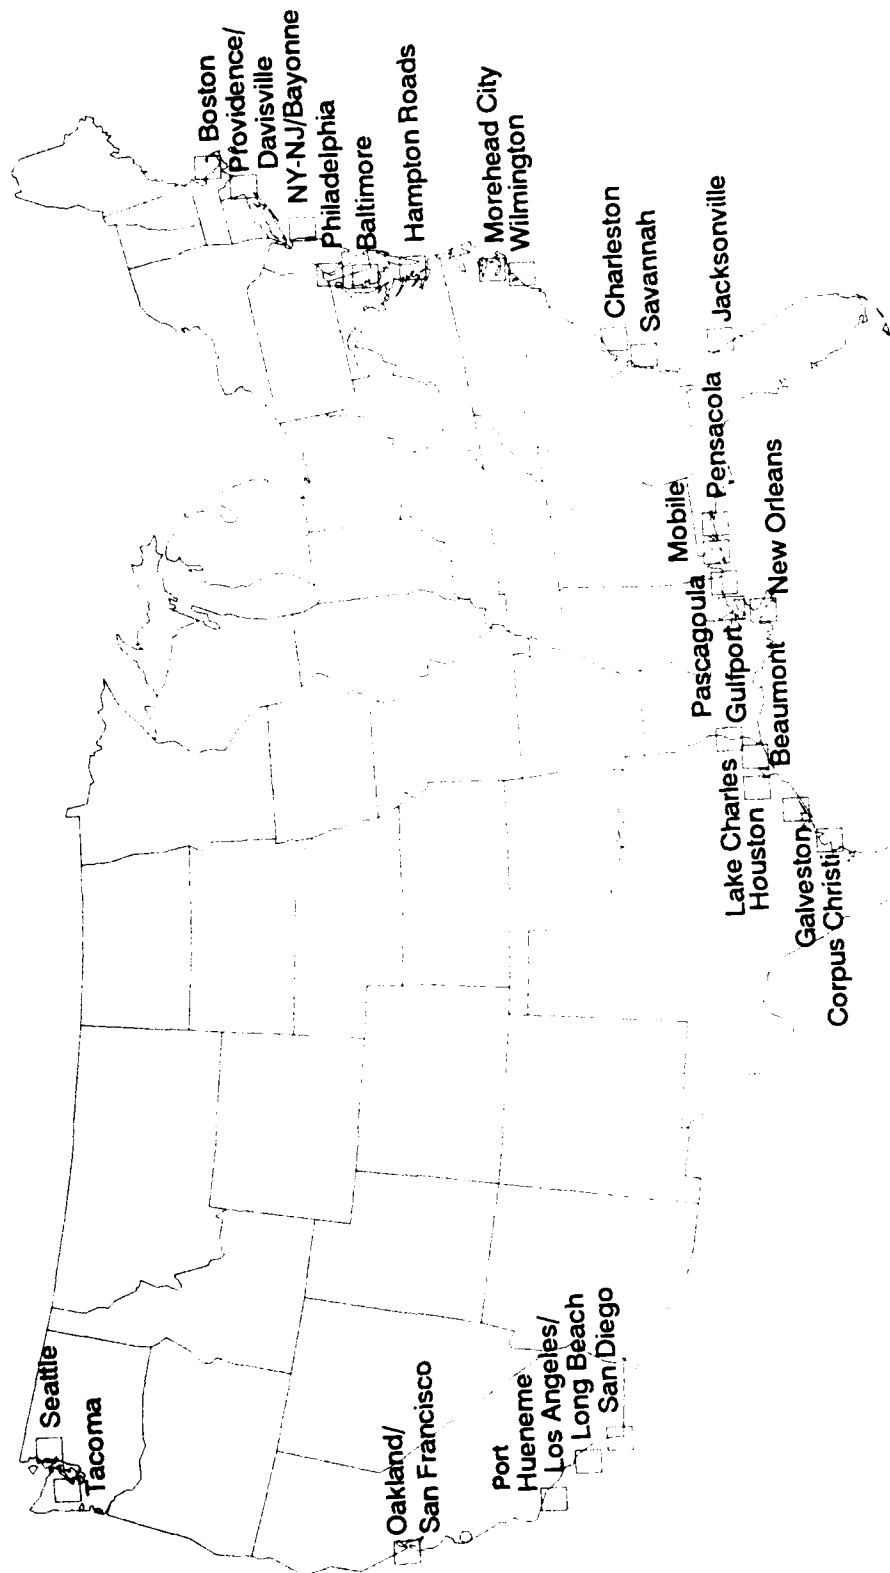 Seattle
Tacoma
Oakland/
San Francisco
Port
Hueneme
Los Angeles/
Long Beach
San Diego
Lake Charles
Houston
Galveston
Corpus Christi
Pascagoula
Gulfport
Beaumont
Mobile
Pensacola
New Orleans
Boston
Providence/
Davisville
NY-NJ/Bayonne
Philadelphia
Baltimore
Hampton Roads
Morehead City
Wilmington
Charleston
Savannah
Jacksonville